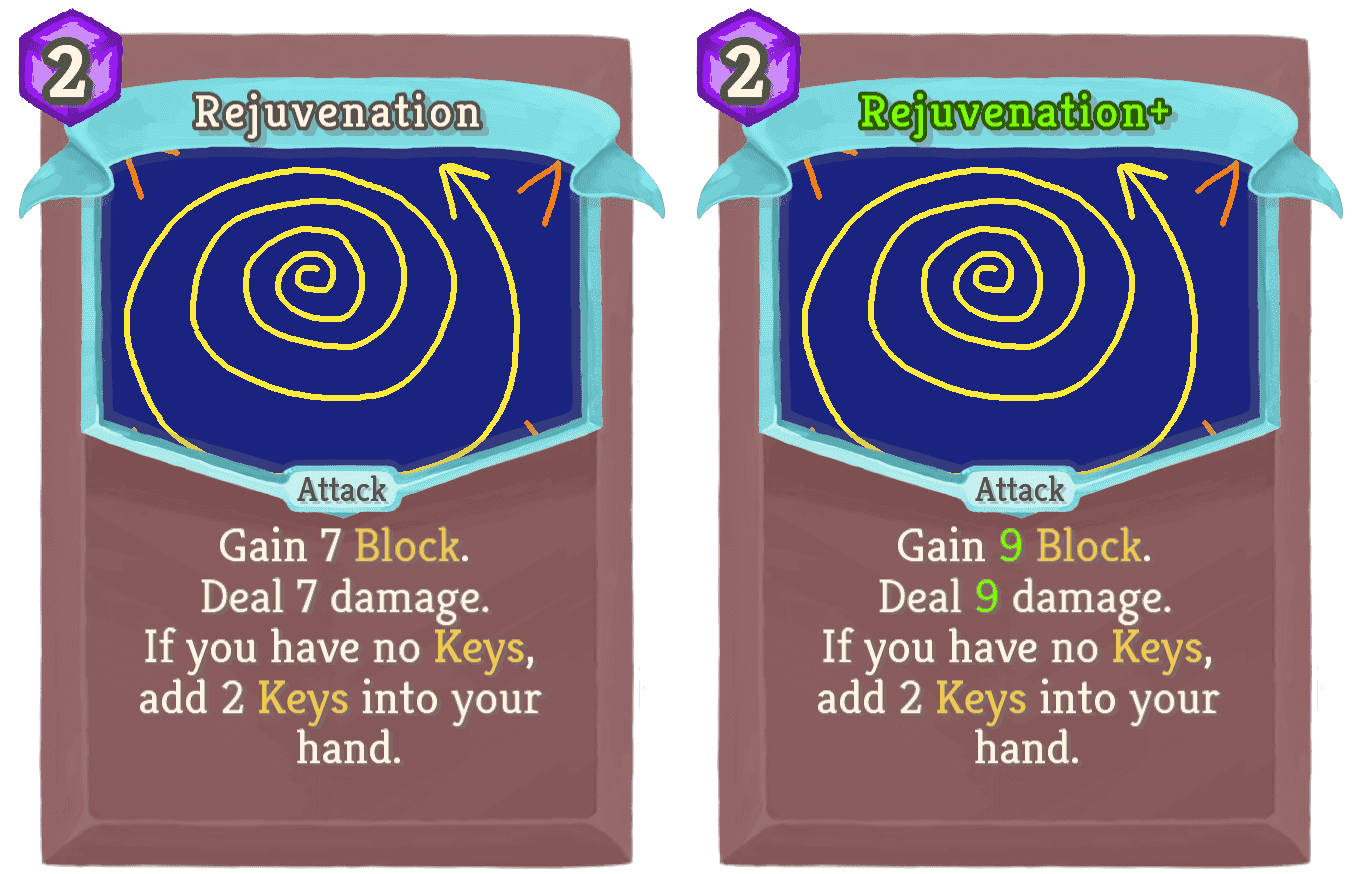 2
Rejuvenation
Attack
Gain 7 Block.
Deal 7 damage.
If you have no Keys,
add 2 Keys into your
hand.
2
Rejuvenation+
Attack
Gain 9 Block.
Deal 9 damage.
If you have no Keys,
add 2 Keys into your
hand.